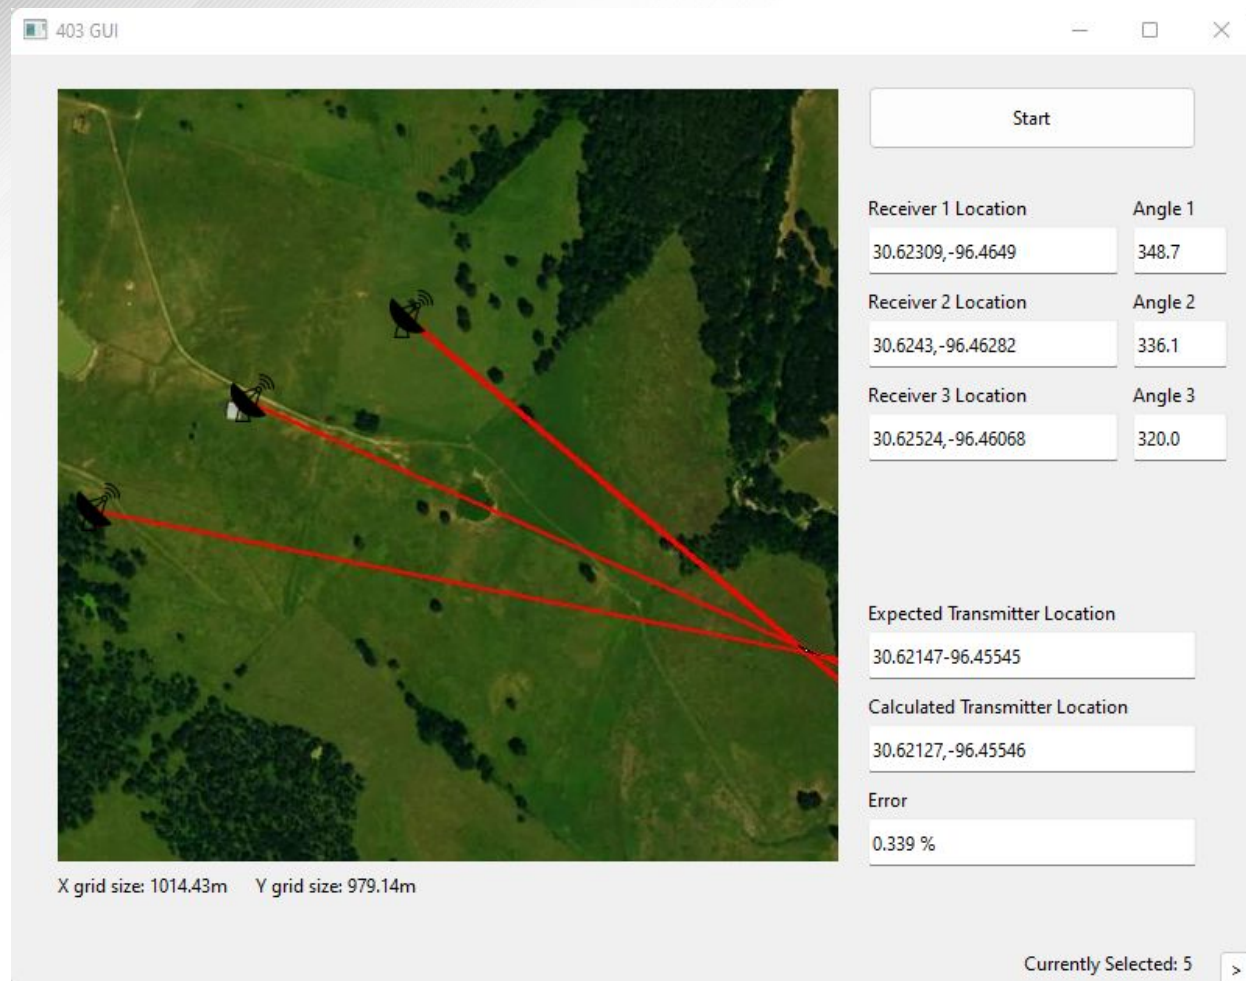 403 GUI
Start
Receiver 1 Location Angle 1
30.62309,-96.4649 348.7
Receiver 2 Location Angle 2
30.6243,-96.46282 336.1
Receiver 3 Location Angle 3
30.62524,-96.46068 320.0
Expected Transmitter Location
30.62147-96.45545
Calculated Transmitter Location
30.62127,-96.45546
Error
0.339 %
X grid size: 1014.43m Y grid size: 979.14m
Currently Selected: 5 >